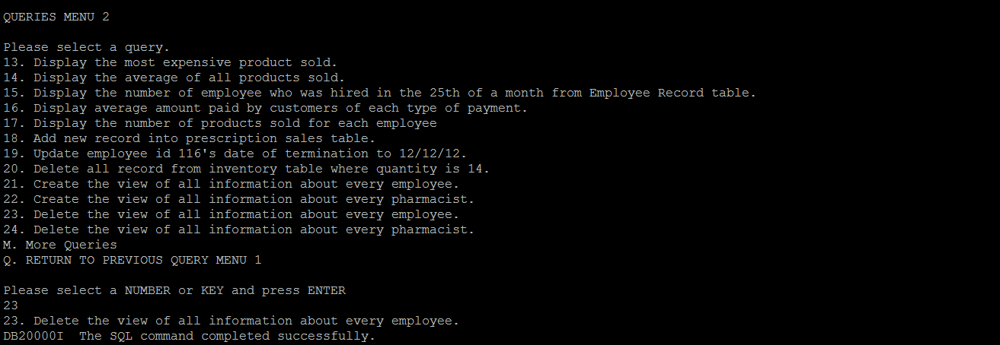 QUERIES MENU 2
Please select a query.
13. Display the most expensive product sold.
14. Display the average of all products sold.
15. Display the number of employee who was hired in the 25th of a month from Employee Record table.
16. Display average amount paid by customers of each type of payment.
17. Display the number of products sold for each employee
18. Add new record into prescription sales table.
19. Update employee id 116's date of termination to 12/12/12.
20. Delete all record from inventory table where quantity is 14.
21. Create the view of all information about every employee.
22. Create the view of all information about every pharmacist.
23. Delete the view of all information about every employee.
24. Delete the view of all information about every pharmacist.
M. More Queries
Q. RETURN TO PREVIOUS QUERY MENU 1
Please select a NUMBER or KEY and press ENTER
23
23. Delete the view of all information about every employee.
DB20000I  The SQL command completed successfully.